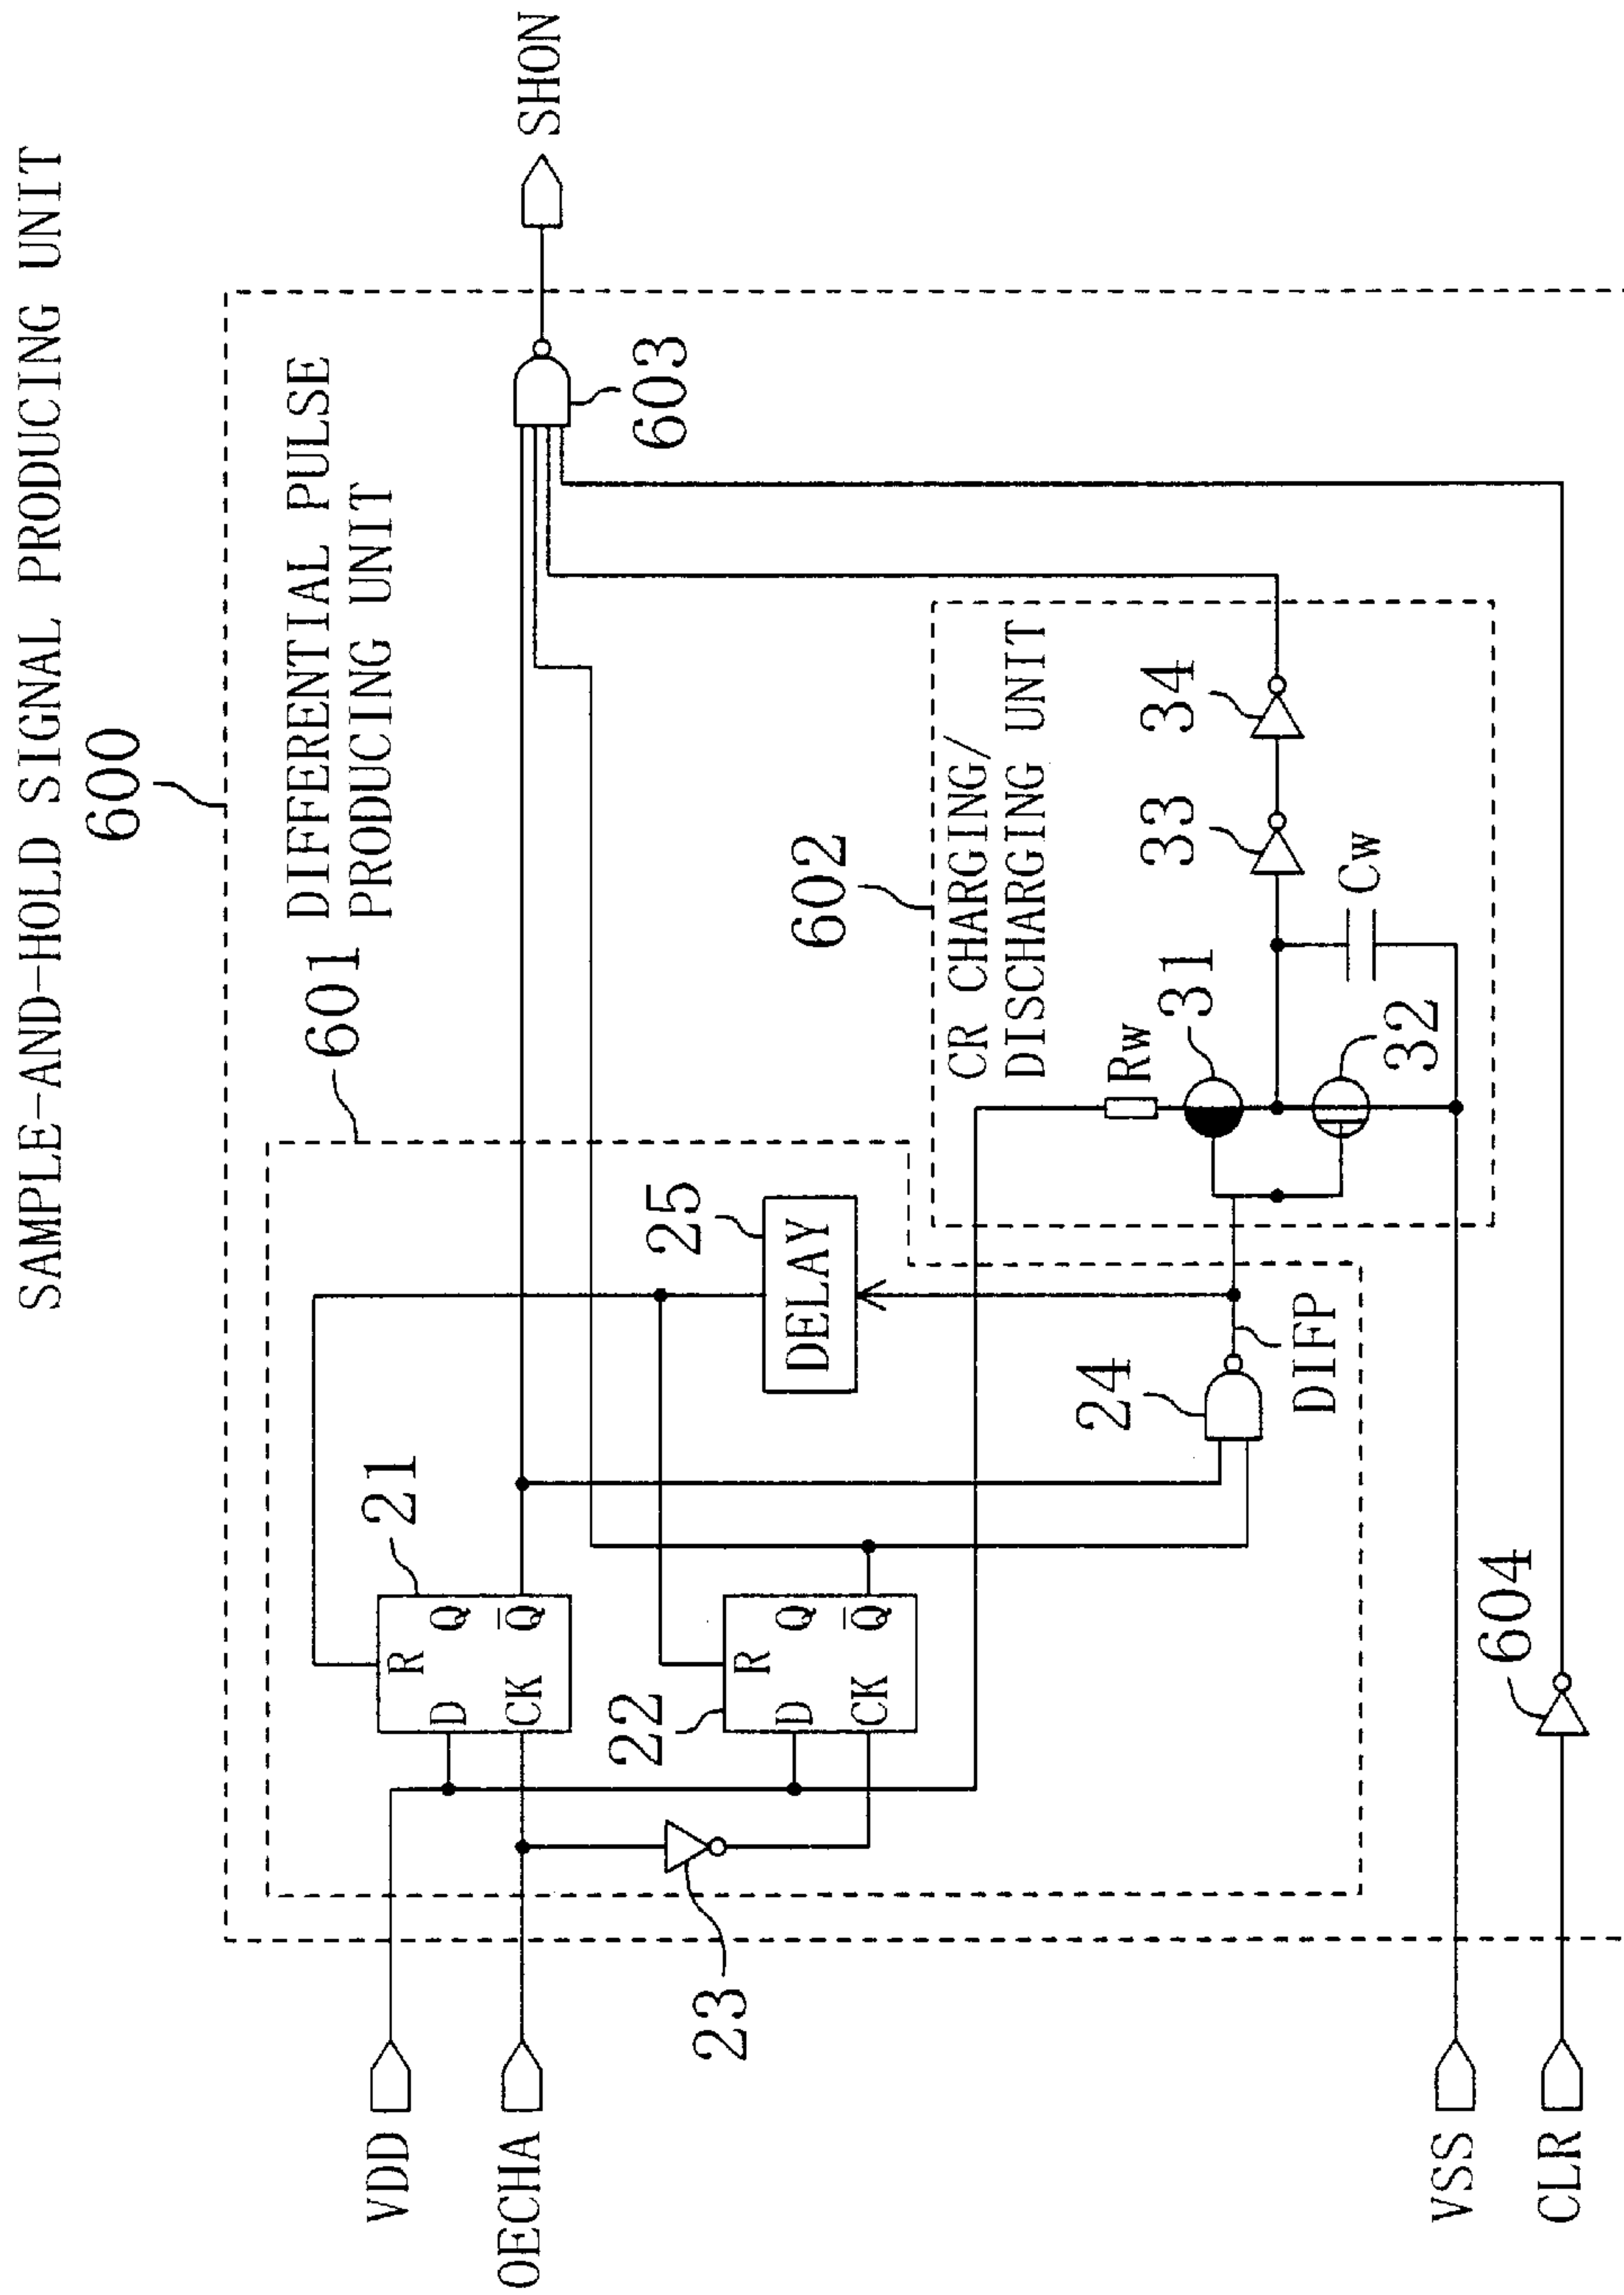 SAMPLE-AND-HOLD SIGNAL PRODUCING UNIT
600
601
DIFFERENTIAL PULSE
PRODUCING UNIT
VDD
OECHA
VSS
CLR
SHON
603
21
D
R
Q
CK
Q̅
22
D
R
Q
CK
Q̅
23
25
DELAY
24
DIFP
602
CR CHARGING/
DISCHARGING UNIT
Rw
31
32
Cw
33
34
604